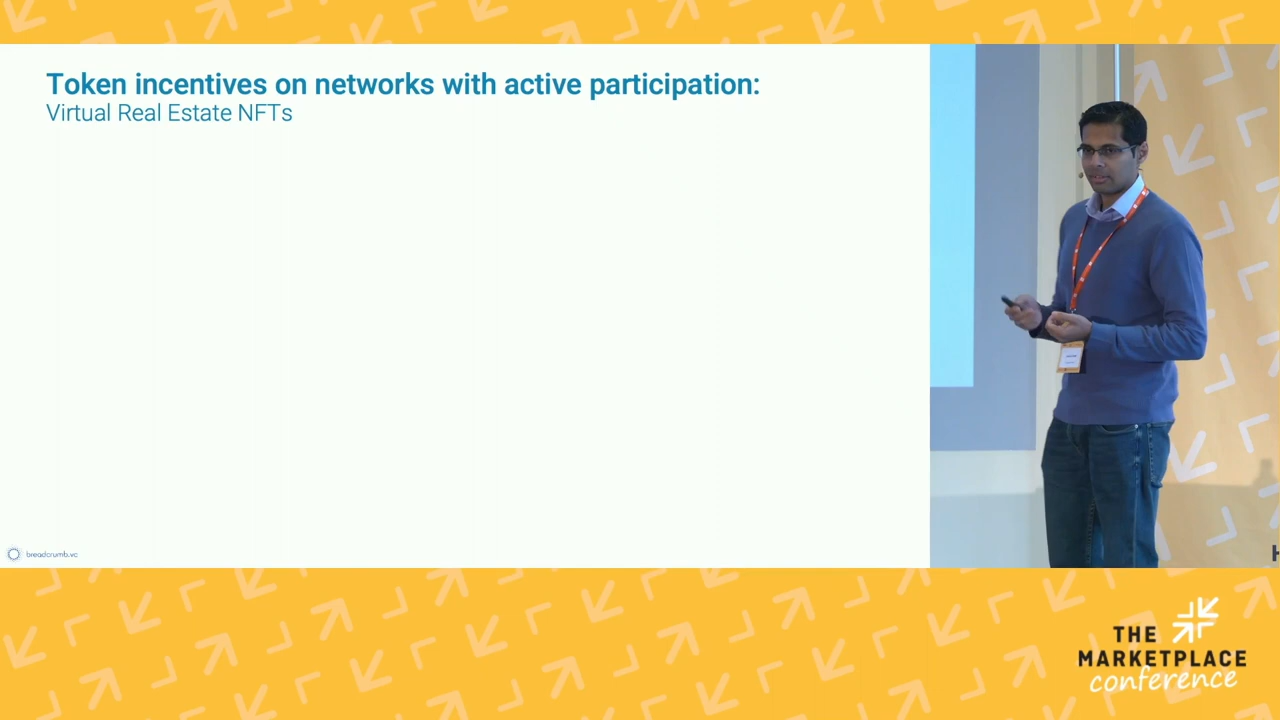 Token incentives on networks with active participation:
Virtual Real Estate NFTs
breadcrumb.vc
THE
MARKETPLACE
conference